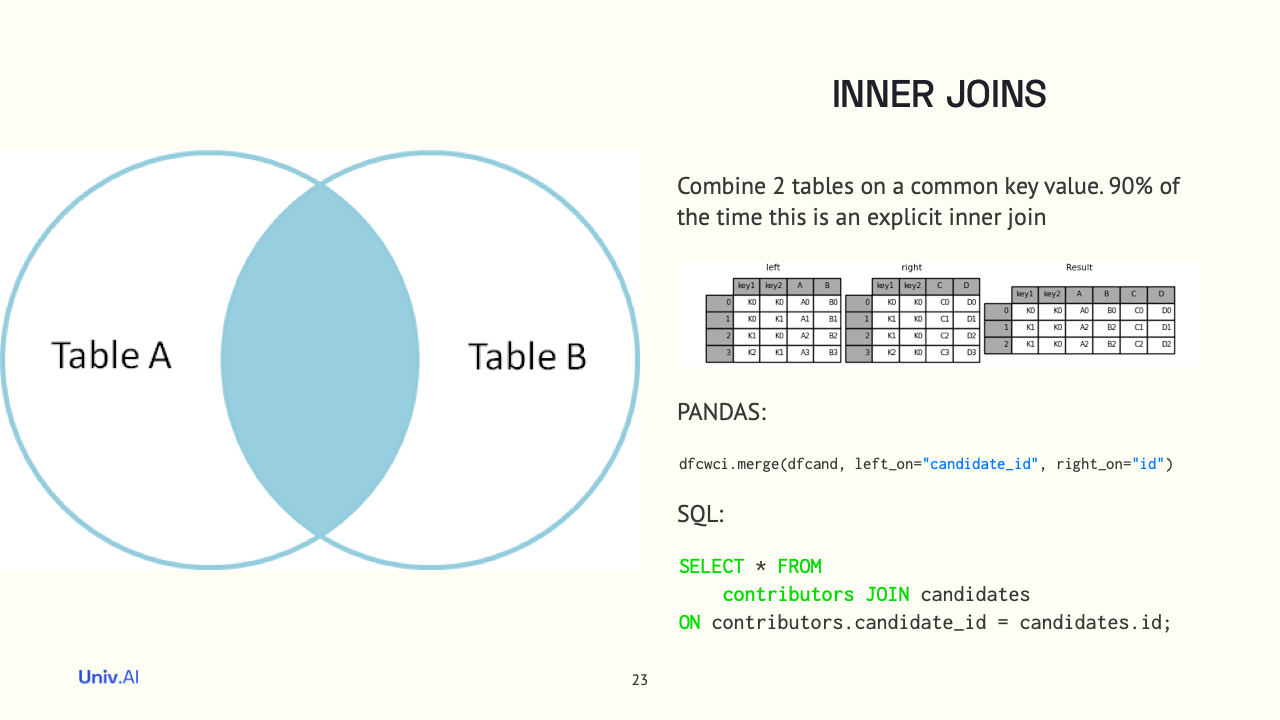 INNER JOINS
Table A
Table B
Combine 2 tables on a common key value. 90% of
the time this is an explicit inner join
left
key1 key2 A B
0 K0 K0 A0 B0
1 K0 K1 A1 B1
2 K1 K0 A2 B2
3 K2 K1 A3 B3
right
key1 key2 C D
0 K0 K0 C0 D0
1 K1 K0 C1 D1
2 K1 K0 C2 D2
3 K2 K0 C3 D3
Result
key1 key2 A B C D
0 K0 K0 A0 B0 C0 D0
1 K1 K0 A2 B2 C1 D1
2 K1 K0 A2 B2 C2 D2
PANDAS:
dfcwci.merge(dfcand, left_on="candidate_id", right_on="id")
SQL:
SELECT * FROM
contributors JOIN candidates
ON contributors.candidate_id = candidates.id;
Univ.AI
23